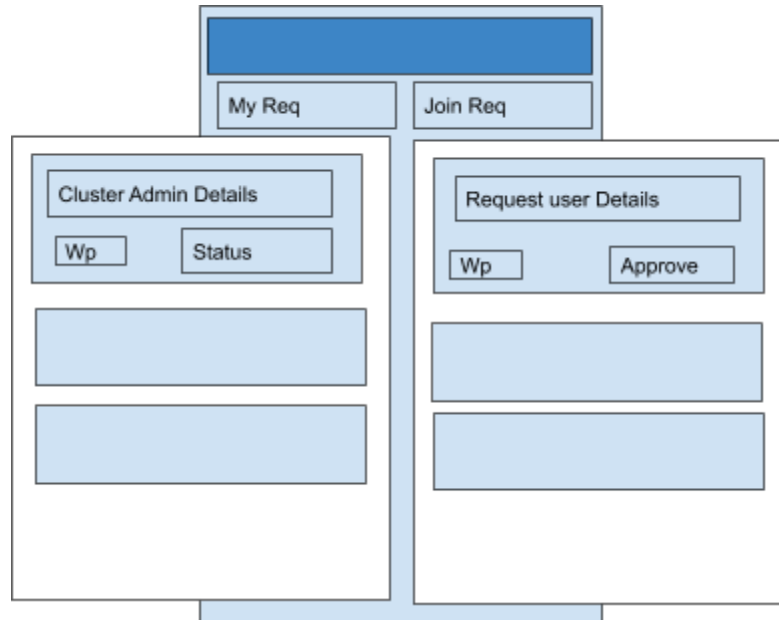 My Req
Join Req
Cluster Admin Details
Wp
Status
Request user Details
Wp
Approve